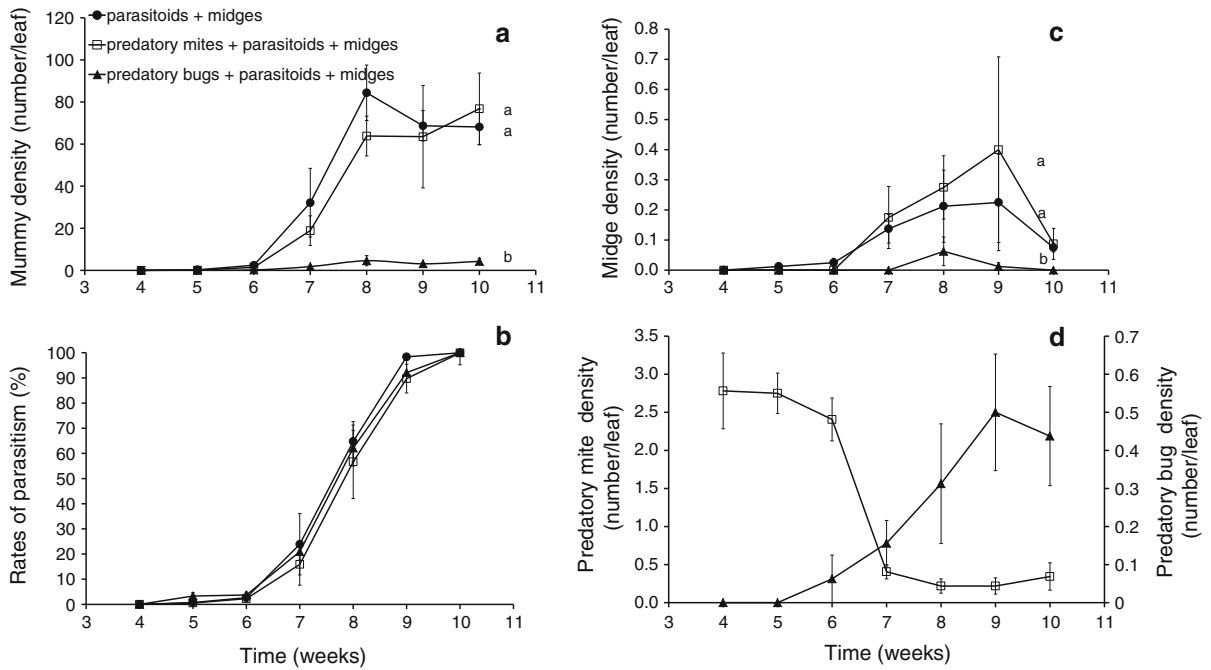 a
Mummy density (number/leaf)
120
100
80
60
40
20
0
parasitoids + midges
predatory mites + parasitoids + midges
predatory bugs + parasitoids + midges
a
a
b
3 4 5 6 7 8 9 10 11
c
Midge density (number/leaf)
0.8
0.7
0.6
0.5
0.4
0.3
0.2
0.1
0.0
a
a
b
3 4 5 6 7 8 9 10 11
b
Rates of parasitism (%)
100
90
80
70
60
50
40
30
20
10
0
3 4 5 6 7 8 9 10 11
Time (weeks)
d
Predatory mite density
(number/leaf)
3.5
3.0
2.5
2.0
1.5
1.0
0.5
0.0
0.7
0.6
0.5
0.4
0.3
0.2
0.1
0
Predatory bug density
(number/leaf)
3 4 5 6 7 8 9 10 11
Time (weeks)